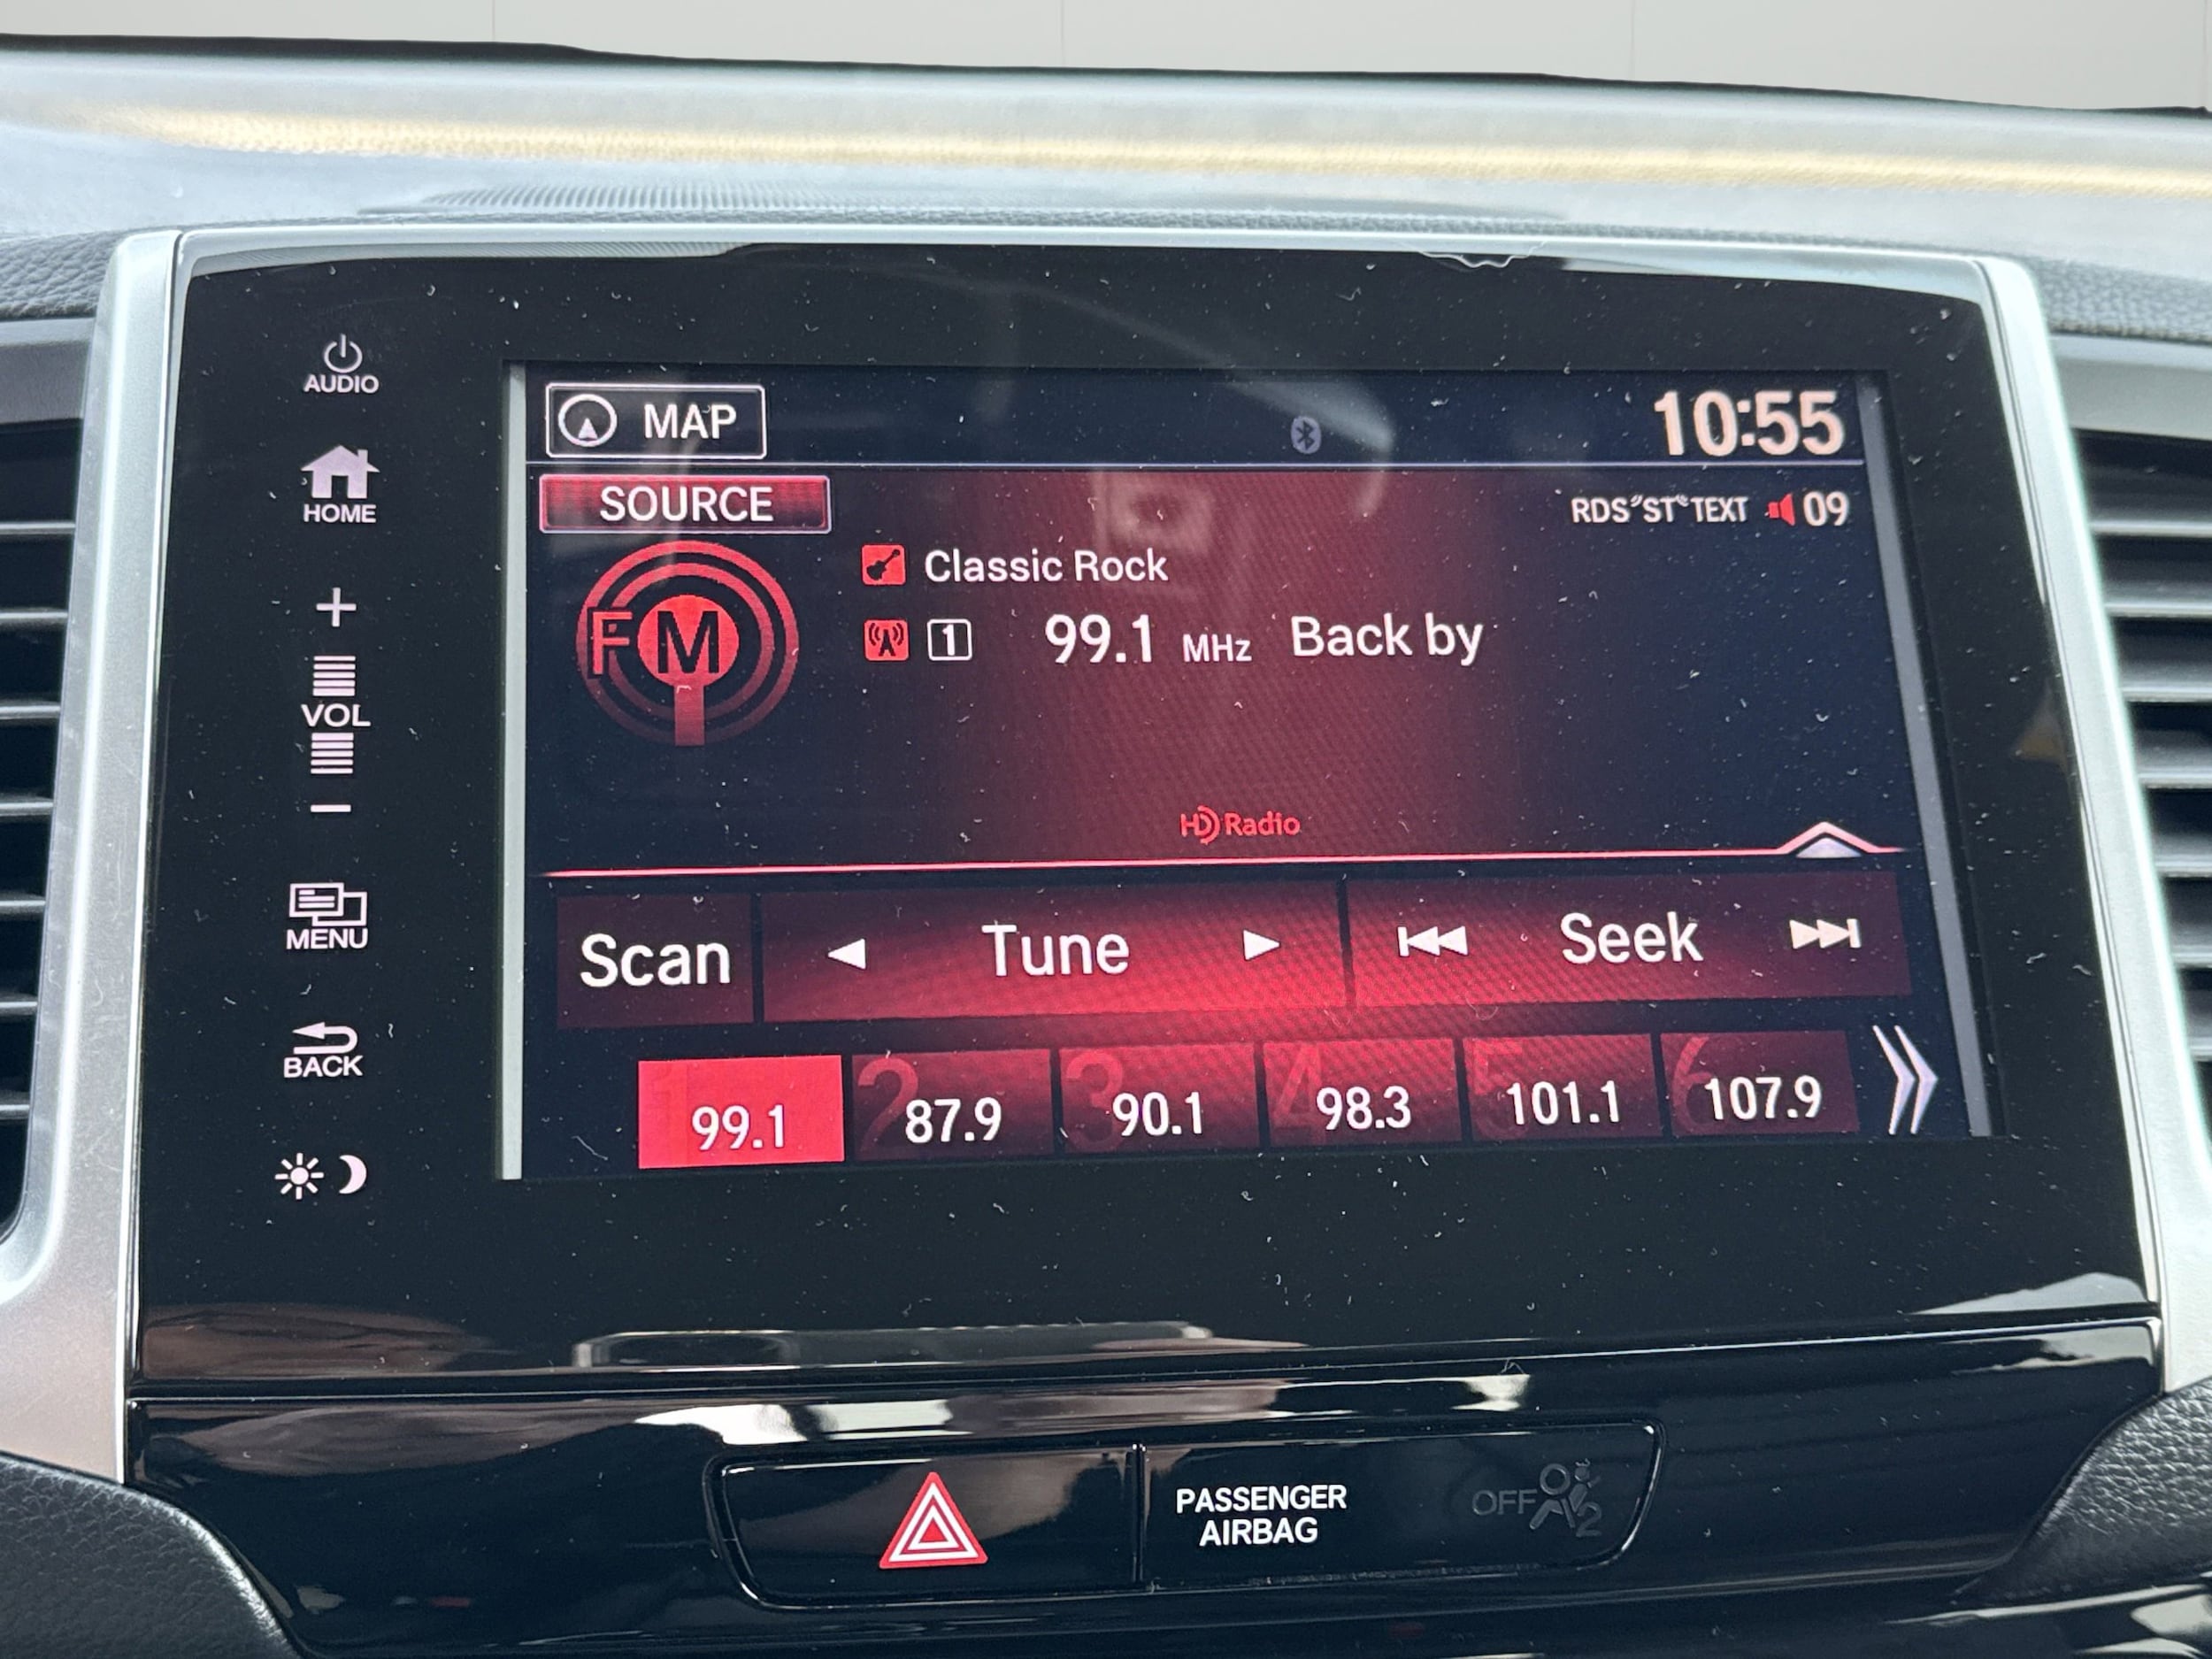 AUDIO
HOME
+
VOL
−
MENU
BACK
MAP
10:55
SOURCE
RDS ST TEXT 09
FM
Classic Rock
1 99.1 MHz Back by
HD Radio
Scan Tune Seek
1 99.1
2 87.9
3 90.1
4 98.3
5 101.1
6 107.9
PASSENGER
AIRBAG
OFF 2